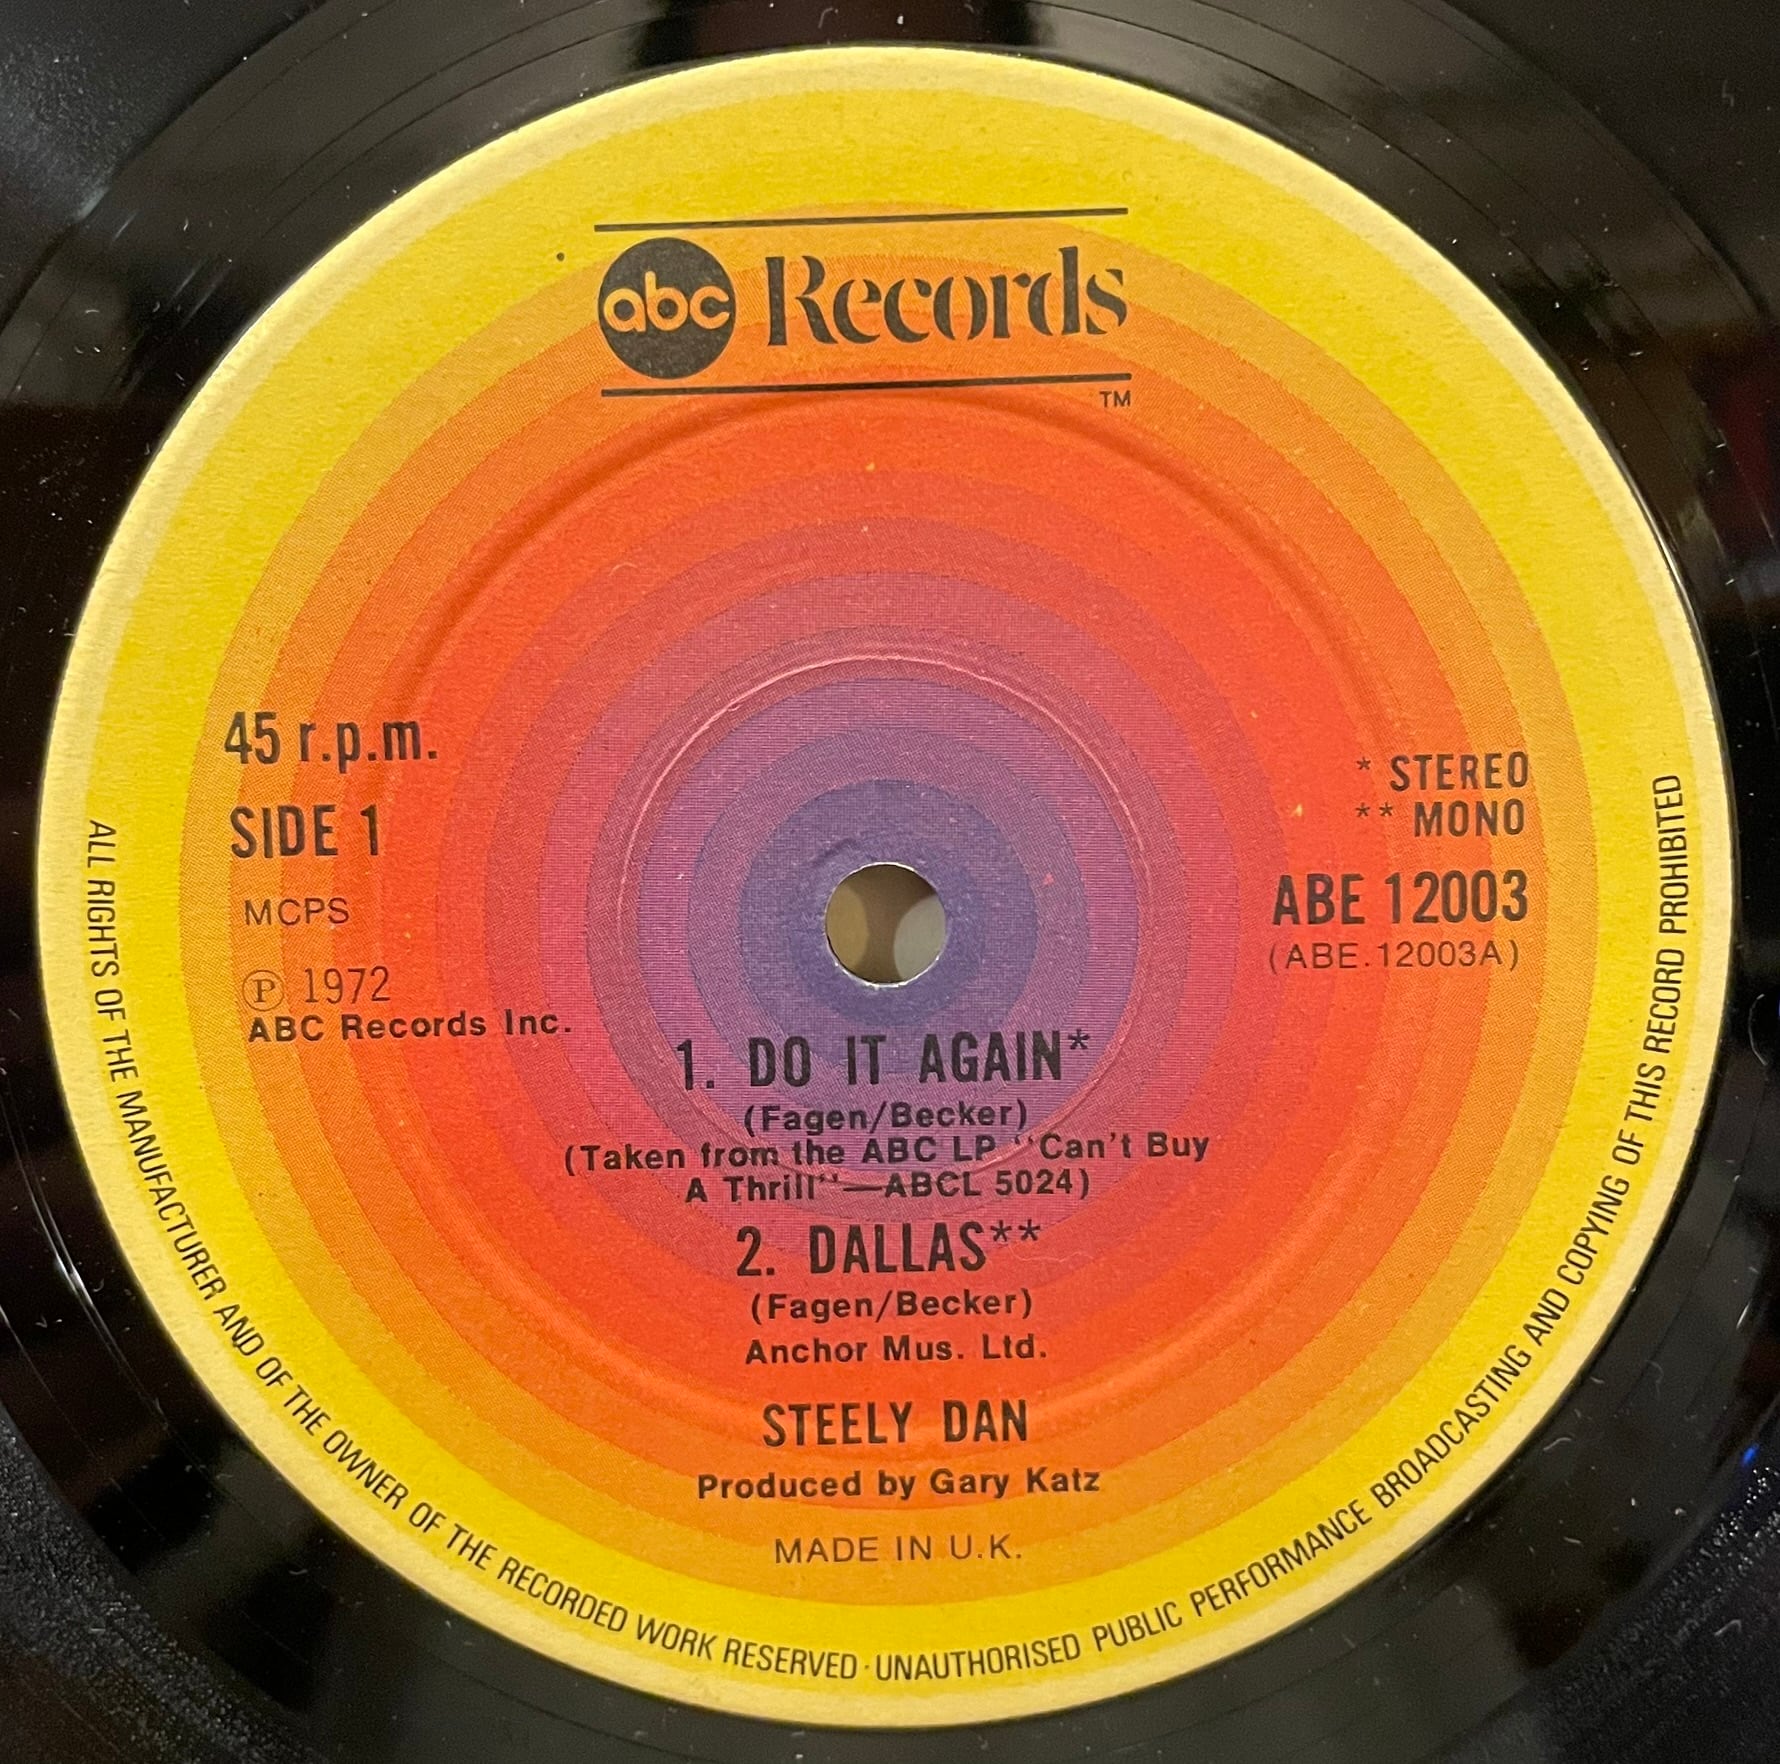 abc Records
TM
45 r.p.m.
SIDE 1
MCPS
Ⓟ 1972
ABC Records Inc.
* STEREO
** MONO
ABE 12003
(ABE.12003A)
1. DO IT AGAIN*
(Fagen/Becker)
(Taken from the ABC LP "Can't Buy
A Thrill"—ABCL 5024)
2. DALLAS**
(Fagen/Becker)
Anchor Mus. Ltd.
STEELY DAN
Produced by Gary Katz
MADE IN U.K.
ALL RIGHTS OF THE MANUFACTURER AND OF THE OWNER OF THE RECORDED WORK RESERVED · UNAUTHORISED PUBLIC PERFORMANCE BROADCASTING AND COPYING OF THIS RECORD PROHIBITED